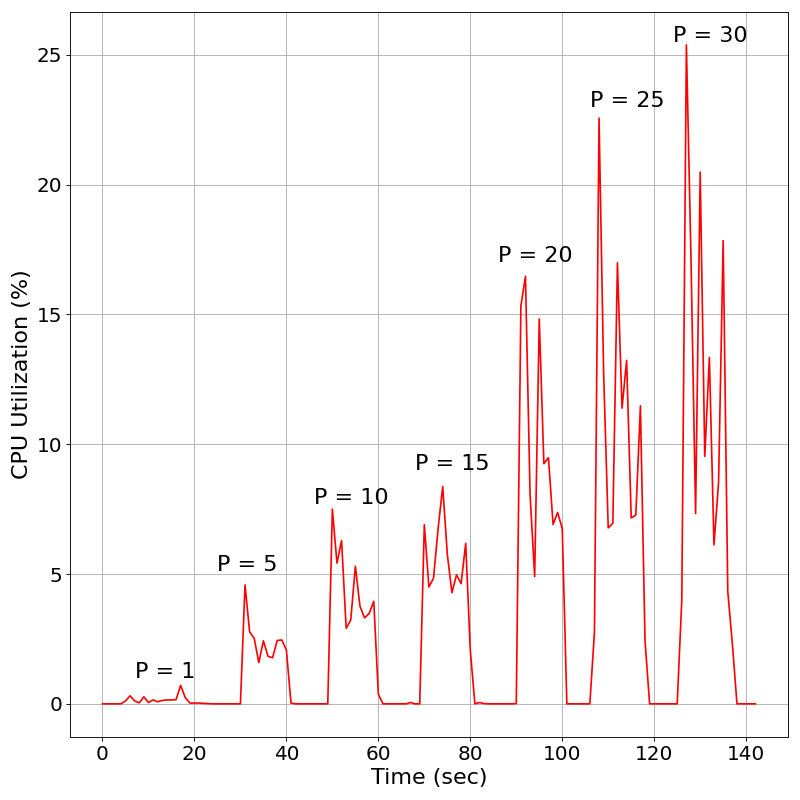 P = 30
25
P = 25
20
P = 20
15
CPU Utilization (%)
10
P = 15
P = 10
5
P = 5
P = 1
0
0 20 40 60 80 100 120 140
Time (sec)